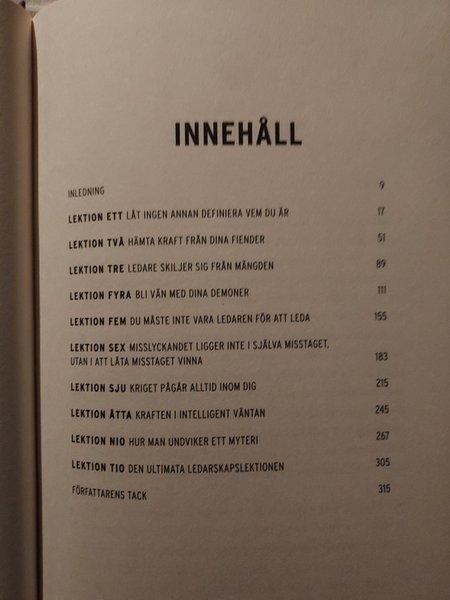 INNEHÅLL
INLEDNING 9
LEKTION ETT LÅT INGEN ANNAN DEFINIERA VEM DU ÄR 17
LEKTION TVÅ HÄMTA KRAFT FRÅN DINA FIENDER 51
LEKTION TRE LEDARE SKILJER SIG FRÅN MÄNGDEN 89
LEKTION FYRA BLI VÄN MED DINA DEMONER 111
LEKTION FEM DU MÅSTE INTE VARA LEDAREN FÖR ATT LEDA 155
LEKTION SEX MISSLYCKANDET LIGGER INTE I SJÄLVA MISSTAGET,
UTAN I ATT LÅTA MISSTAGET VINNA 183
LEKTION SJU KRIGET PÅGÅR ALLTID INOM DIG 215
LEKTION ÅTTA KRAFTEN I INTELLIGENT VÄNTAN 245
LEKTION NIO HUR MAN UNDVIKER ETT MYTERI 267
LEKTION TIO DEN ULTIMATA LEDARSKAPSLEKTIONEN 305
FÖRFATTARENS TACK 315